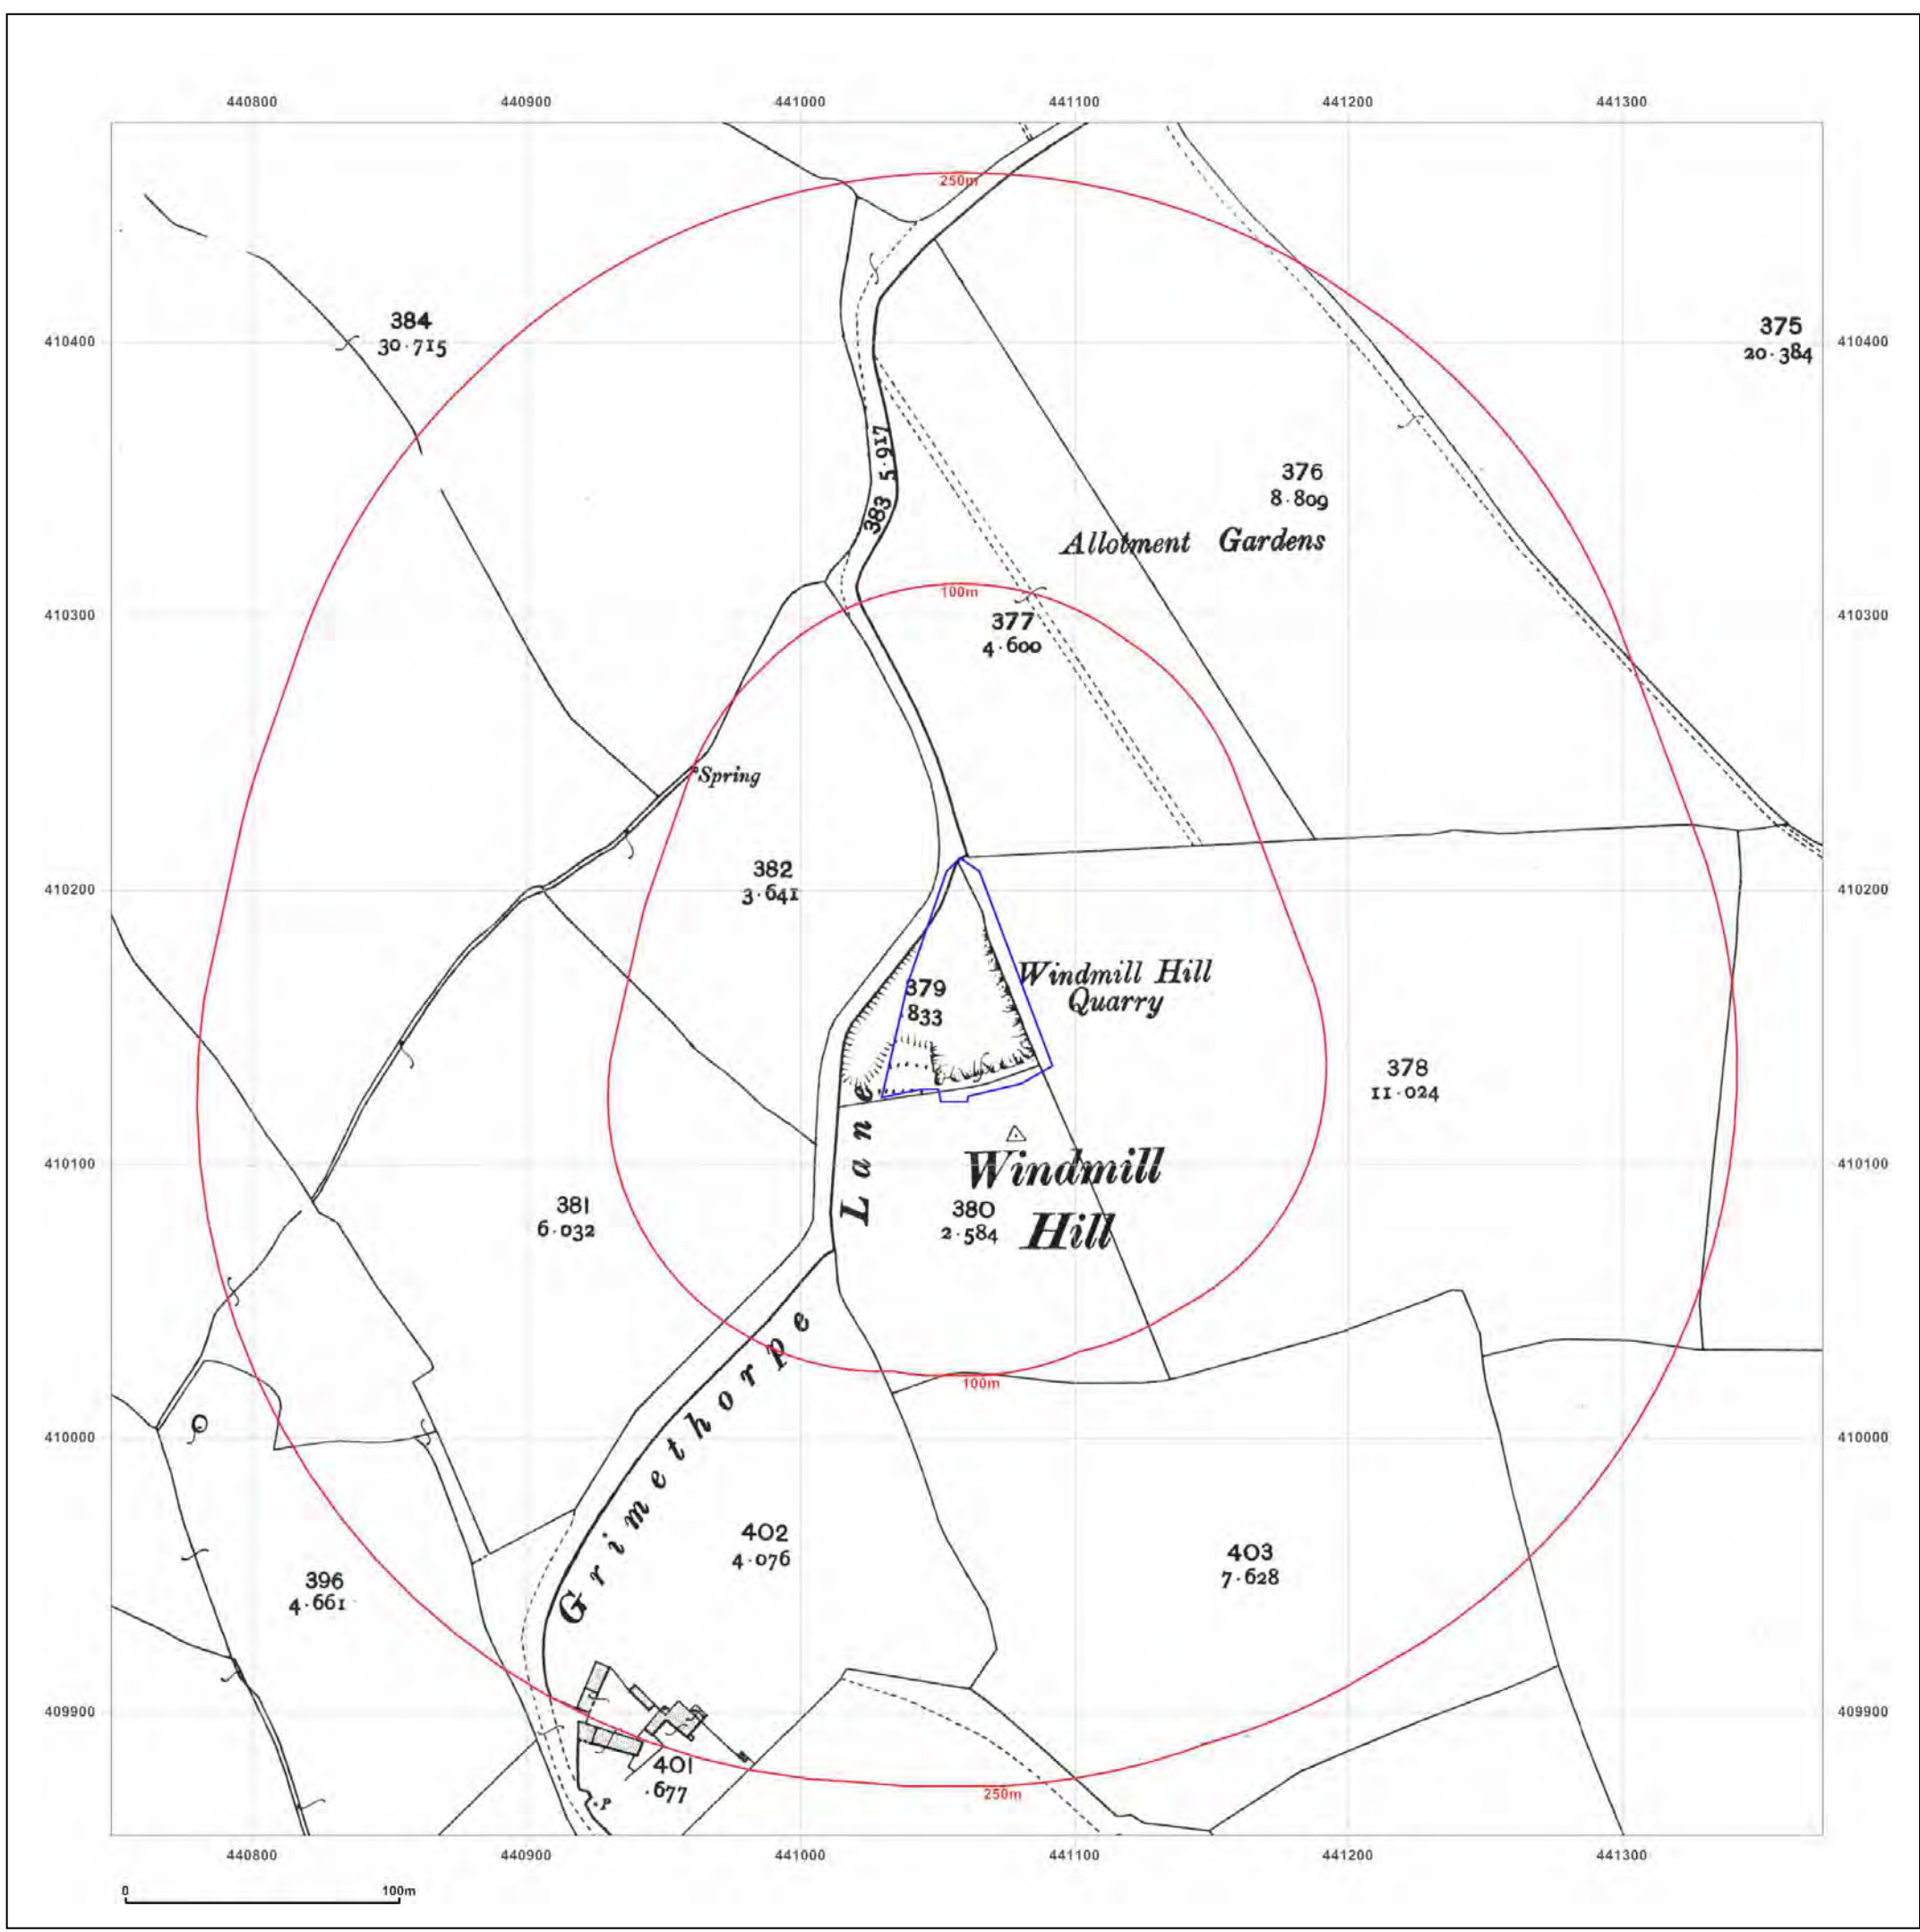 440800 440900 441000 441100 441200 441300
250m
384
30·715
375
20·384
410400 410400
383 5·917
376
8·809
Allotment Gardens
100m
410300 410300
377
4·600
Spring
382
3·641
410200 410200
379
·833
Windmill Hill
Quarry
378
11·024
Grimethorpe Lane
410100 410100
Windmill
Hill
380
2·584
381
6·032
100m
410000 410000
402
4·076
403
7·628
396
4·661
409900 409900
401
·677
P
250m
440800 440900 441000 441100 441200 441300
0 100m